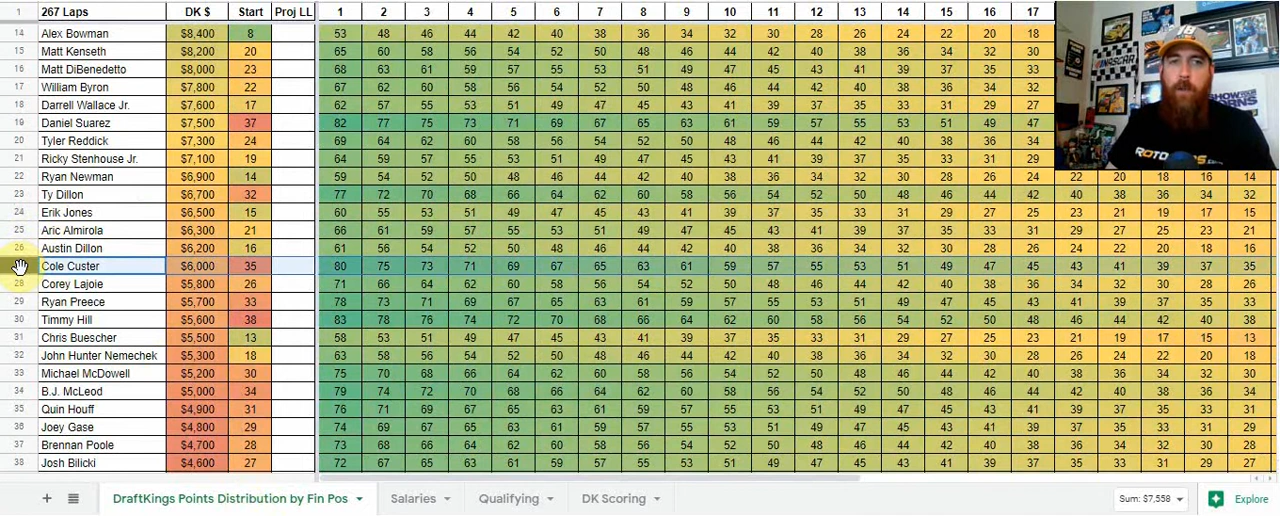 1 267 Laps DK $ Start Proj LL 1 2 3 4 5 6 7 8 9 10 11 12 13 14 15 16 17
14 Alex Bowman $8,400 8 53 48 46 44 42 40 38 36 34 32 30 28 26 24 22 20 18
15 Matt Kenseth $8,200 20 65 60 58 56 54 52 50 48 46 44 42 40 38 36 34 32 30
16 Matt DiBenedetto $8,000 23 68 63 61 59 57 55 53 51 49 47 45 43 41 39 37 35 33
17 William Byron $7,800 22 67 62 60 58 56 54 52 50 48 46 44 42 40 38 36 34 32
18 Darrell Wallace Jr. $7,600 17 62 57 55 53 51 49 47 45 43 41 39 37 35 33 31 29 27
19 Daniel Suarez $7,500 37 82 77 75 73 71 69 67 65 63 61 59 57 55 53 51 49 47
20 Tyler Reddick $7,300 24 69 64 62 60 58 56 54 52 50 48 46 44 42 40 38 36 34
21 Ricky Stenhouse Jr. $7,100 19 64 59 57 55 53 51 49 47 45 43 41 39 37 35 33 31 29
22 Ryan Newman $6,900 14 59 54 52 50 48 46 44 42 40 38 36 34 32 30 28 26 24 22 20 18 16 14
23 Ty Dillon $6,700 32 77 72 70 68 66 64 62 60 58 56 54 52 50 48 46 44 42 40 38 36 34 32
24 Erik Jones $6,500 15 60 55 53 51 49 47 45 43 41 39 37 35 33 31 29 27 25 23 21 19 17 15
25 Aric Almirola $6,300 21 66 61 59 57 55 53 51 49 47 45 43 41 39 37 35 33 31 29 27 25 23 21
26 Austin Dillon $6,200 16 61 56 54 52 50 48 46 44 42 40 38 36 34 32 30 28 26 24 22 20 18 16
Cole Custer $6,000 35 80 75 73 71 69 67 65 63 61 59 57 55 53 51 49 47 45 43 41 39 37 35
28 Corey Lajoie $5,800 26 71 66 64 62 60 58 56 54 52 50 48 46 44 42 40 38 36 34 32 30 28 26
29 Ryan Preece $5,700 33 78 73 71 69 67 65 63 61 59 57 55 53 51 49 47 45 43 41 39 37 35 33
30 Timmy Hill $5,600 38 83 78 76 74 72 70 68 66 64 62 60 58 56 54 52 50 48 46 44 42 40 38
31 Chris Buescher $5,500 13 58 53 51 49 47 45 43 41 39 37 35 33 31 29 27 25 23 21 19 17 15 13
32 John Hunter Nemechek $5,300 18 63 58 56 54 52 50 48 46 44 42 40 38 36 34 32 30 28 26 24 22 20 18
33 Michael McDowell $5,200 30 75 70 68 66 64 62 60 58 56 54 52 50 48 46 44 42 40 38 36 34 32 30
34 B.J. McLeod $5,000 34 79 74 72 70 68 66 64 62 60 58 56 54 52 50 48 46 44 42 40 38 36 34
35 Quin Houff $4,900 31 76 71 69 67 65 63 61 59 57 55 53 51 49 47 45 43 41 39 37 35 33 31
36 Joey Gase $4,800 29 74 69 67 65 63 61 59 57 55 53 51 49 47 45 43 41 39 37 35 33 31 29
37 Brennan Poole $4,700 28 73 68 66 64 62 60 58 56 54 52 50 48 46 44 42 40 38 36 34 32 30 28
38 Josh Bilicki $4,600 27 72 67 65 63 61 59 57 55 53 51 49 47 45 43 41 39 37 35 33 31 29 27
DraftKings Points Distribution by Fin Pos Salaries Qualifying DK Scoring Sum: $7,558 Explore